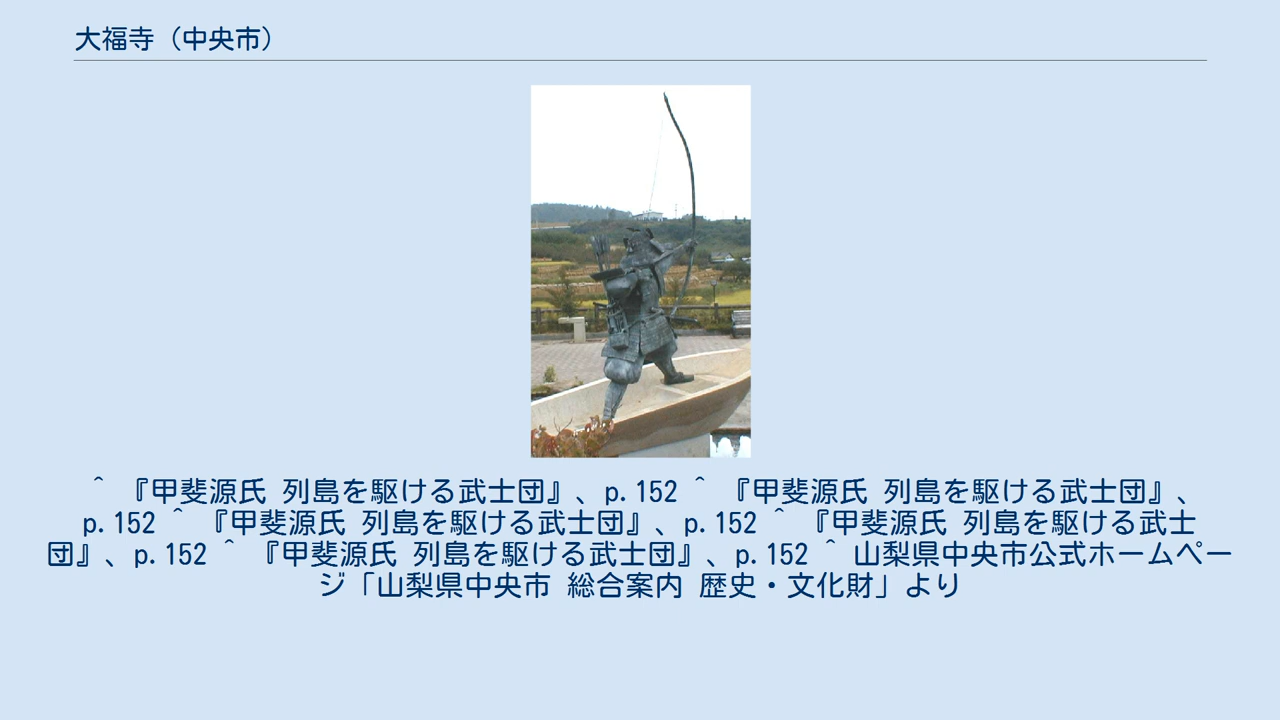 大福寺（中央市）
^ 『甲斐源氏 列島を駆ける武士団』、p.152 ^ 『甲斐源氏 列島を駆ける武士団』、
p.152 ^ 『甲斐源氏 列島を駆ける武士団』、p.152 ^ 『甲斐源氏 列島を駆ける武士
団』、p.152 ^ 『甲斐源氏 列島を駆ける武士団』、p.152 ^ 山梨県中央市公式ホームペー
ジ「山梨県中央市 総合案内 歴史・文化財」より